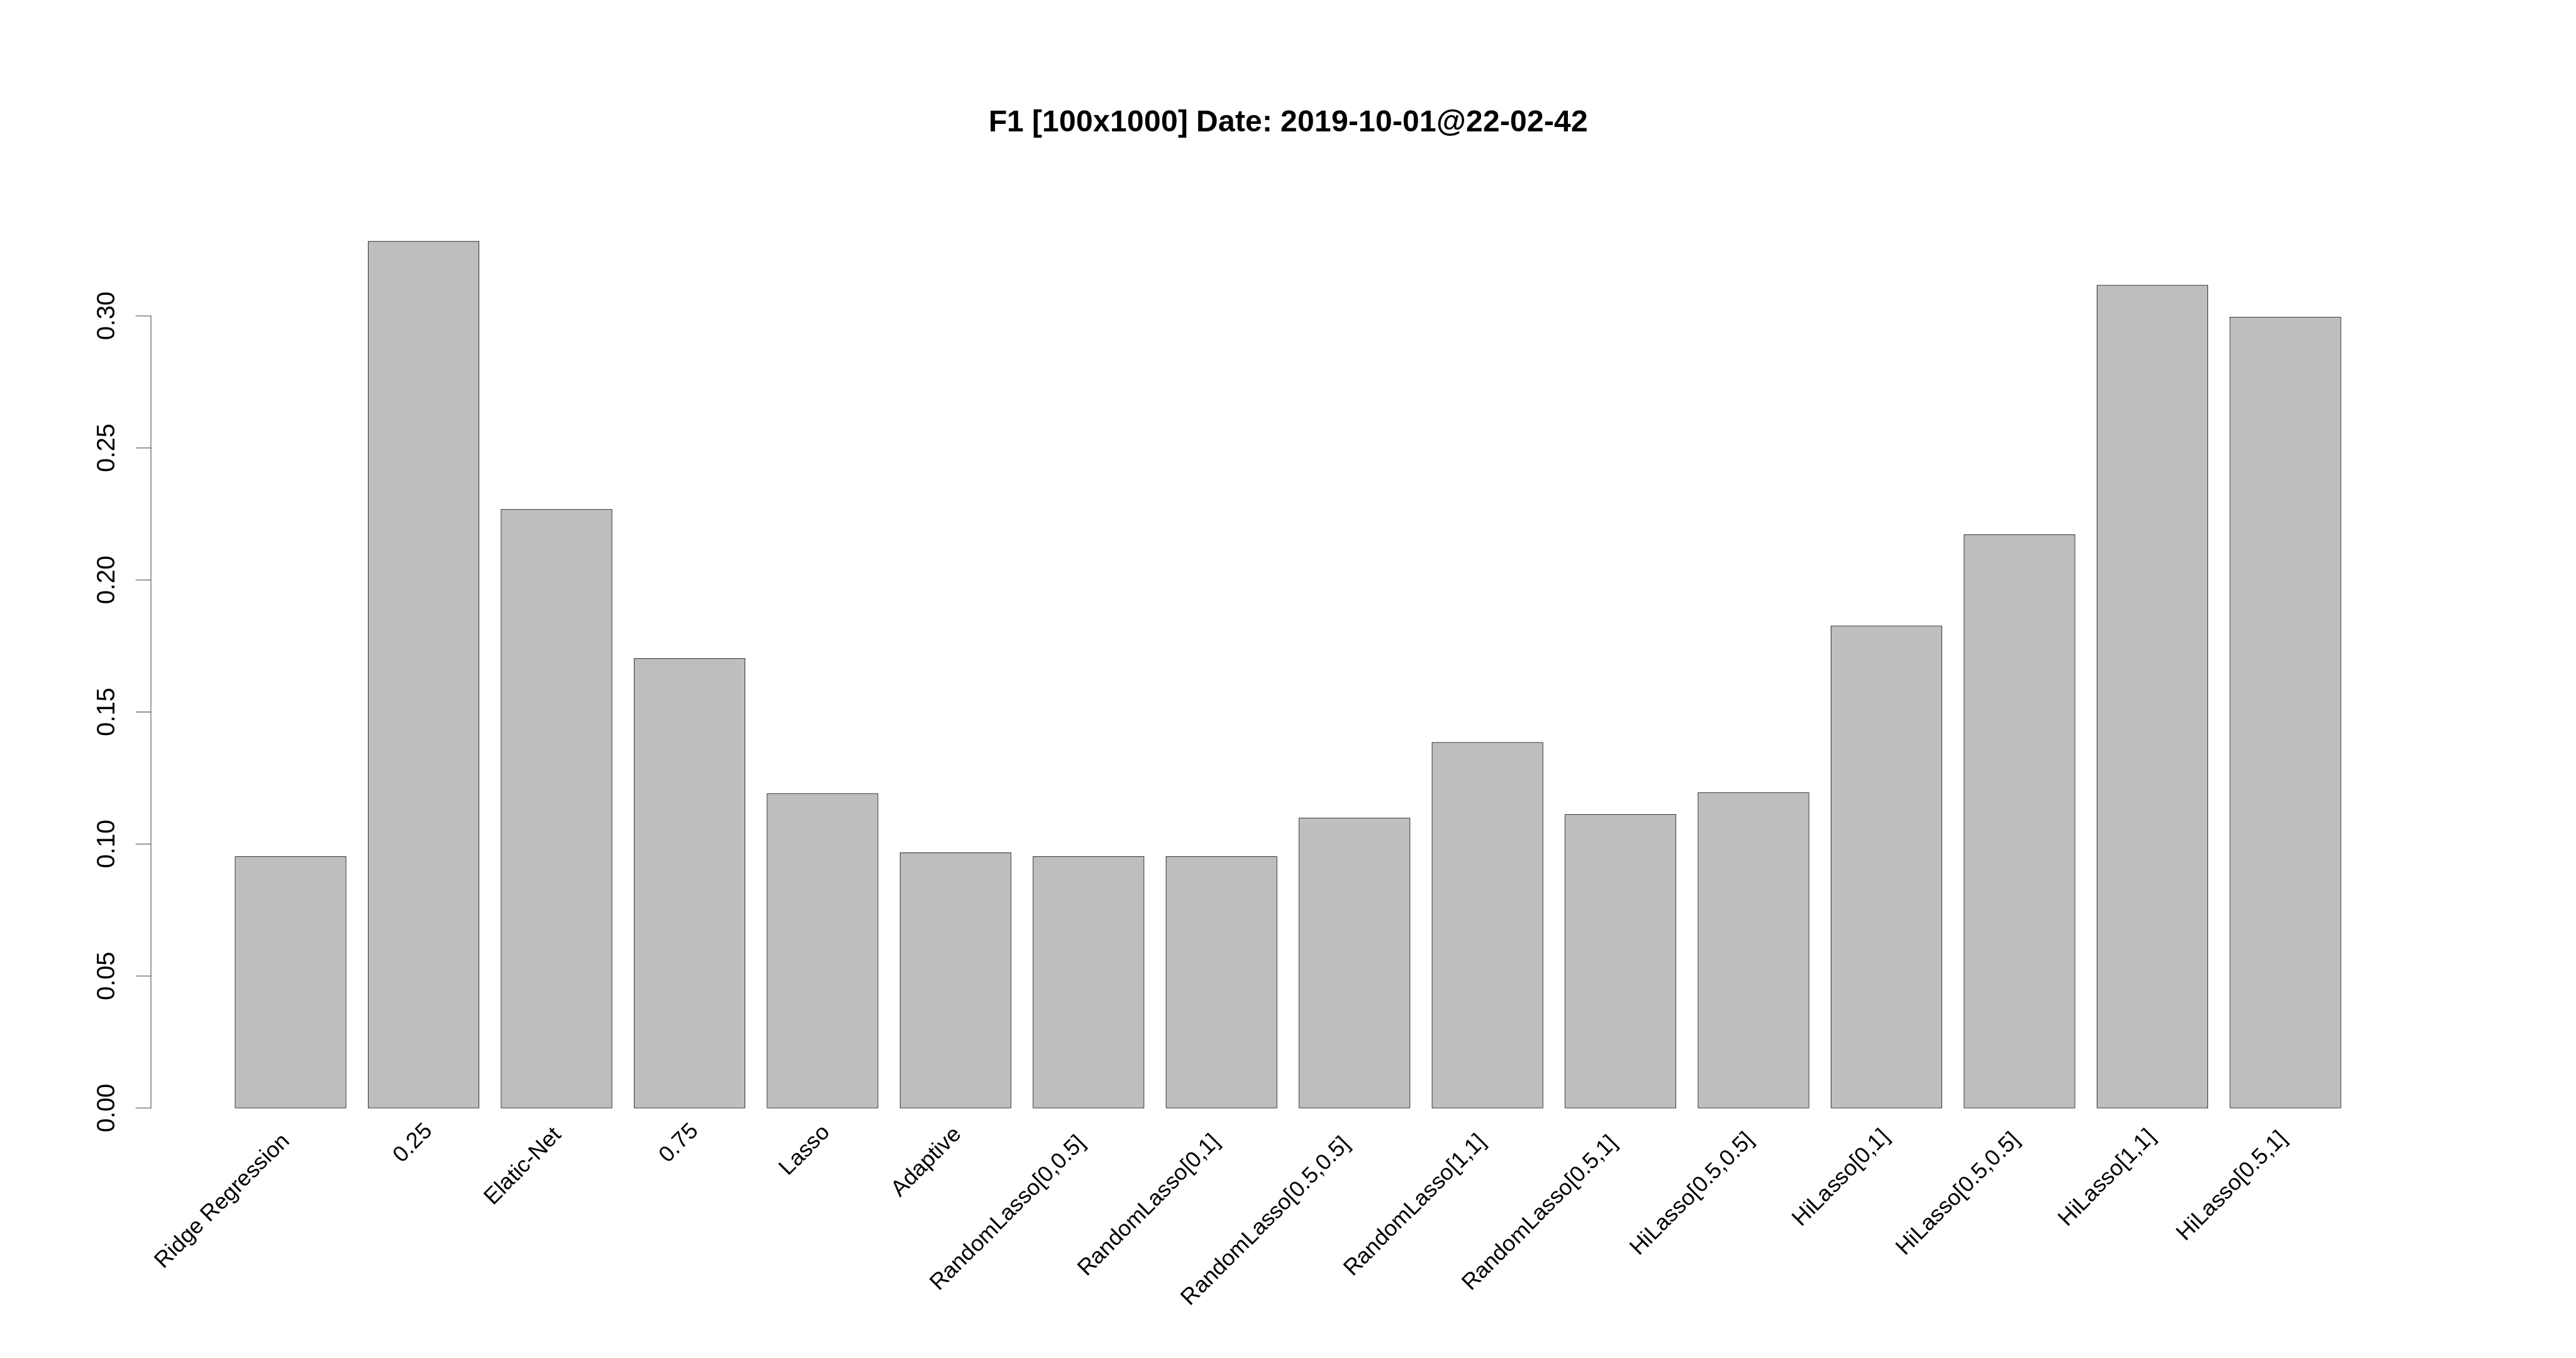 F1 [100x1000] Date: 2019-10-01@22-02-42
0.30
0.25
0.20
0.15
0.10
0.05
0.00
Ridge Regression
0.25
Elatic-Net
0.75
Lasso
Adaptive
RandomLasso[0,0.5]
RandomLasso[0,1]
RandomLasso[0.5,0.5]
RandomLasso[1,1]
RandomLasso[0.5,1]
HiLasso[0.5,0.5]
HiLasso[0,1]
HiLasso[0.5,0.5]
HiLasso[1,1]
HiLasso[0.5,1]